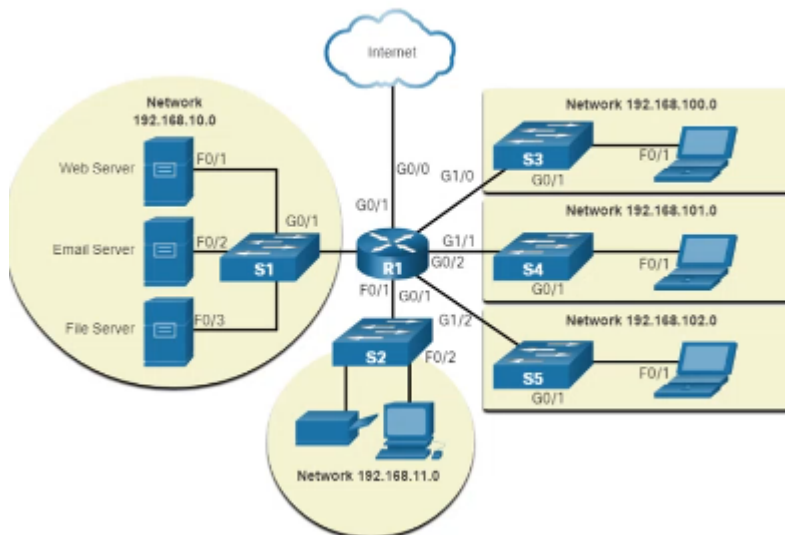 Internet
Network
192.168.10.0
Web Server
F0/1
Email Server
F0/2
File Server
F0/3
G0/1
S1
G0/0
G0/1
G1/0
G1/1
G0/2
R1
F0/1
G0/1
G1/2
S2
F0/2
Network 192.168.11.0
Network 192.168.100.0
S3
F0/1
G0/1
Network 192.168.101.0
S4
F0/1
G0/1
Network 192.168.102.0
S5
F0/1
G0/1